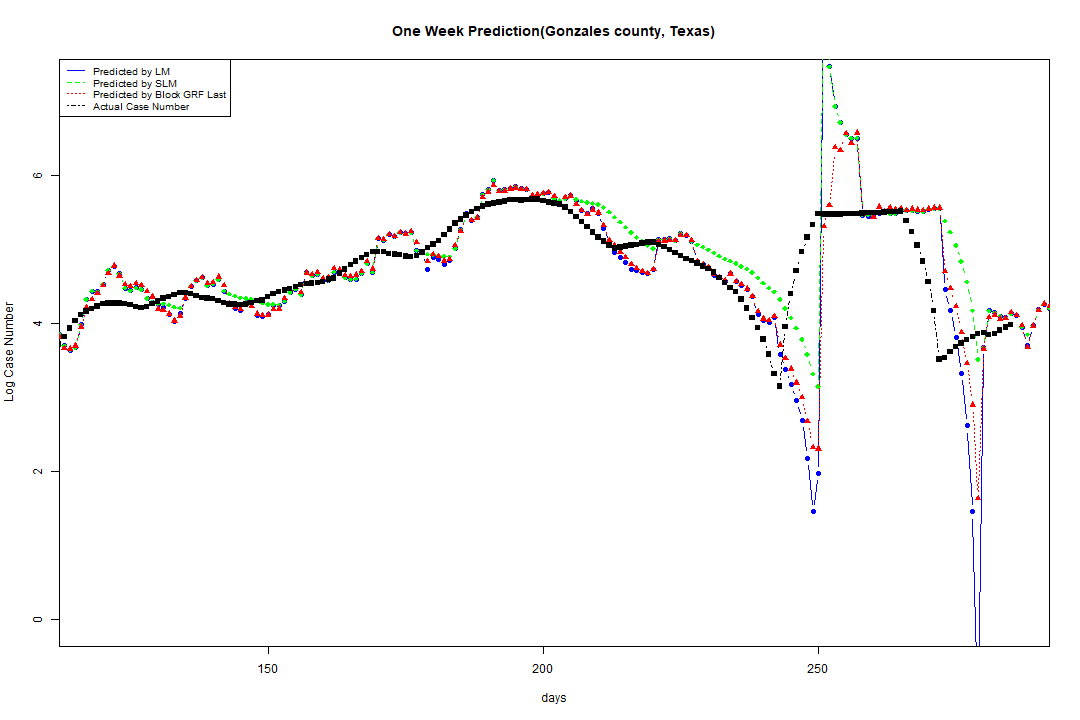 One Week Prediction(Gonzales county, Texas)
Predicted by LM
Predicted by SLM
Predicted by Block GRF Last
Actual Case Number
Log Case Number
6
4
2
0
150
200
250
days